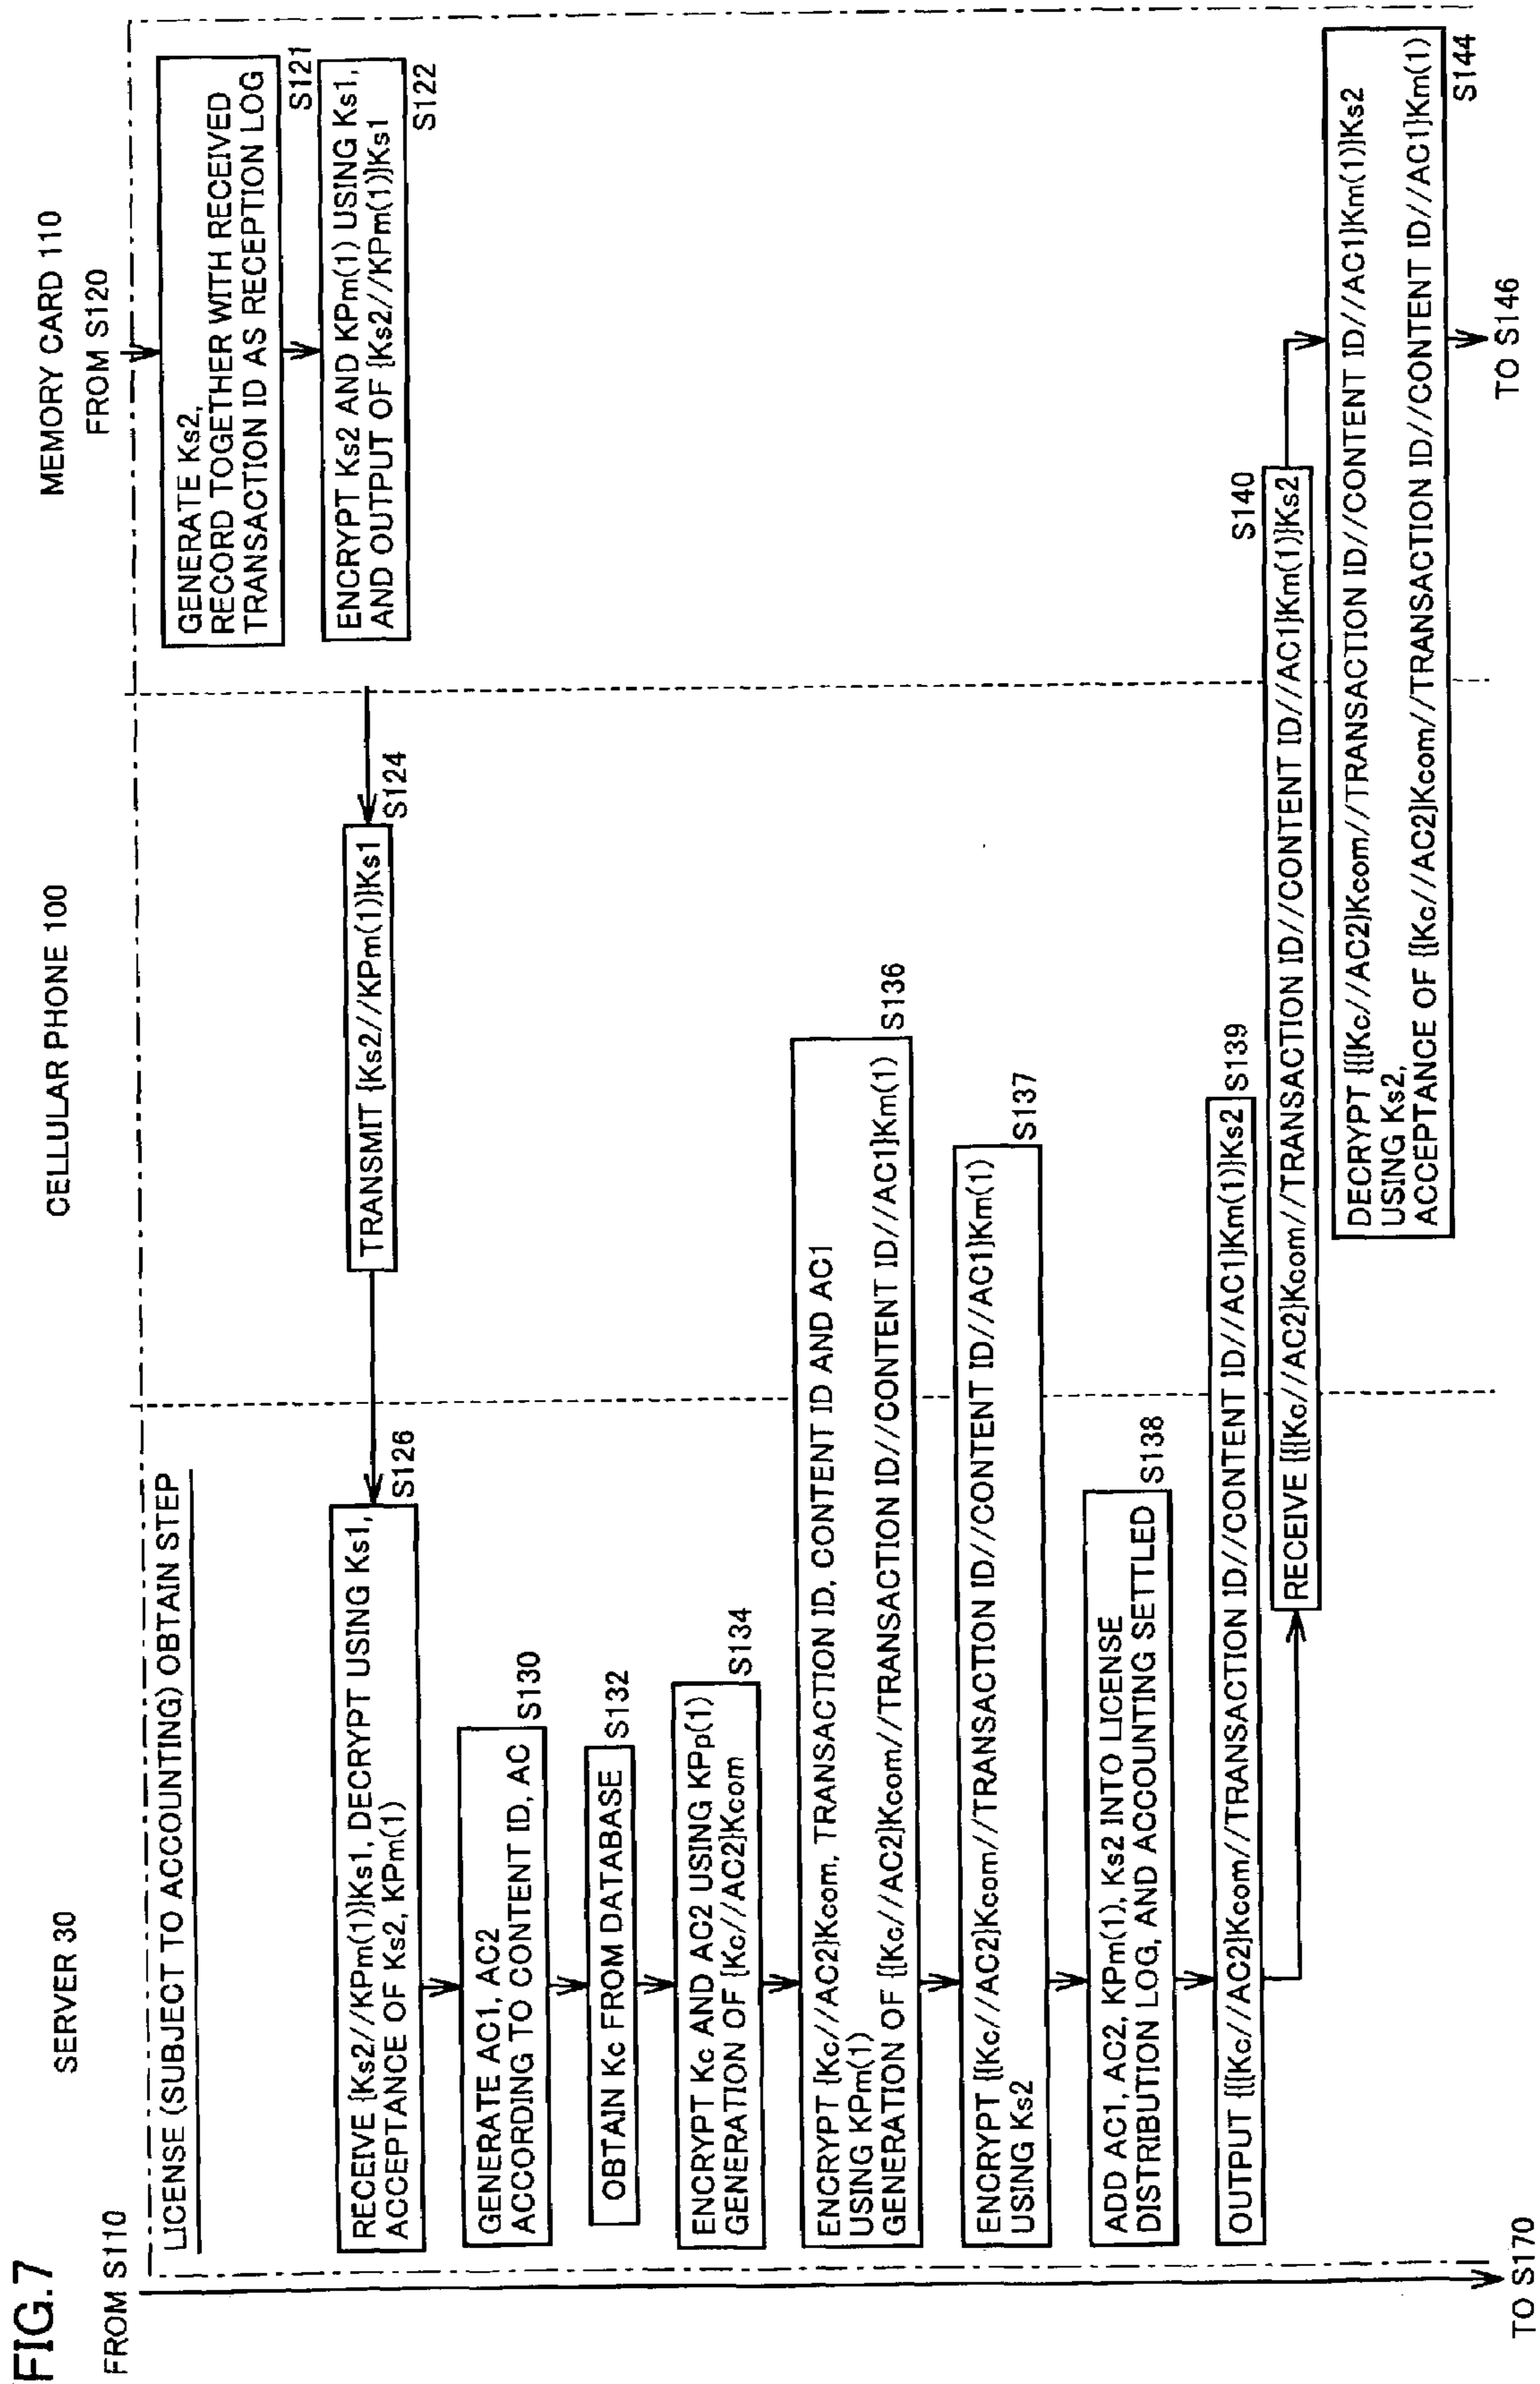 FIG.7
SERVER 30
CELLULAR PHONE 100
MEMORY CARD 110
FROM S110
FROM S120
LICENSE (SUBJECT TO ACCOUNTING) OBTAIN STEP
GENERATE Ks2,
RECORD TOGETHER WITH RECEIVED
TRANSACTION ID AS RECEPTION LOG
S121
ENCRYPT Ks2 AND KPm(1) USING Ks1,
AND OUTPUT OF {Ks2//KPm(1)}Ks1
S122
TRANSMIT {Ks2//KPm(1)}Ks1
S124
RECEIVE {Ks2//KPm(1)}Ks1, DECRYPT USING Ks1,
ACCEPTANCE OF Ks2, KPm(1)
S126
GENERATE AC1, AC2
ACCORDING TO CONTENT ID, AC
S130
OBTAIN Kc FROM DATABASE
S132
ENCRYPT Kc AND AC2 USING KPp(1)
GENERATION OF {Kc//AC2}Kcom
S134
ENCRYPT {Kc//AC2}Kcom, TRANSACTION ID, CONTENT ID AND AC1
USING KPm(1)
GENERATION OF {{Kc//AC2}Kcom//TRANSACTION ID//CONTENT ID//AC1}Km(1)
S136
ENCRYPT {{Kc//AC2}Kcom//TRANSACTION ID//CONTENT ID//AC1}Km(1)
USING Ks2
S137
ADD AC1, AC2, KPm(1), Ks2 INTO LICENSE
DISTRIBUTION LOG, AND ACCOUNTING SETTLED
S138
OUTPUT {{{Kc//AC2}Kcom//TRANSACTION ID//CONTENT ID//AC1}Km(1)}Ks2
S139
RECEIVE {{{Kc//AC2}Kcom//TRANSACTION ID//CONTENT ID//AC1}Km(1)}Ks2
S140
DECRYPT {{{Kc//AC2}Kcom//TRANSACTION ID//CONTENT ID//AC1}Km(1)}Ks2
USING Ks2,
ACCEPTANCE OF {{Kc//AC2}Kcom//TRANSACTION ID//CONTENT ID//AC1}Km(1)
S144
TO S170
TO S146